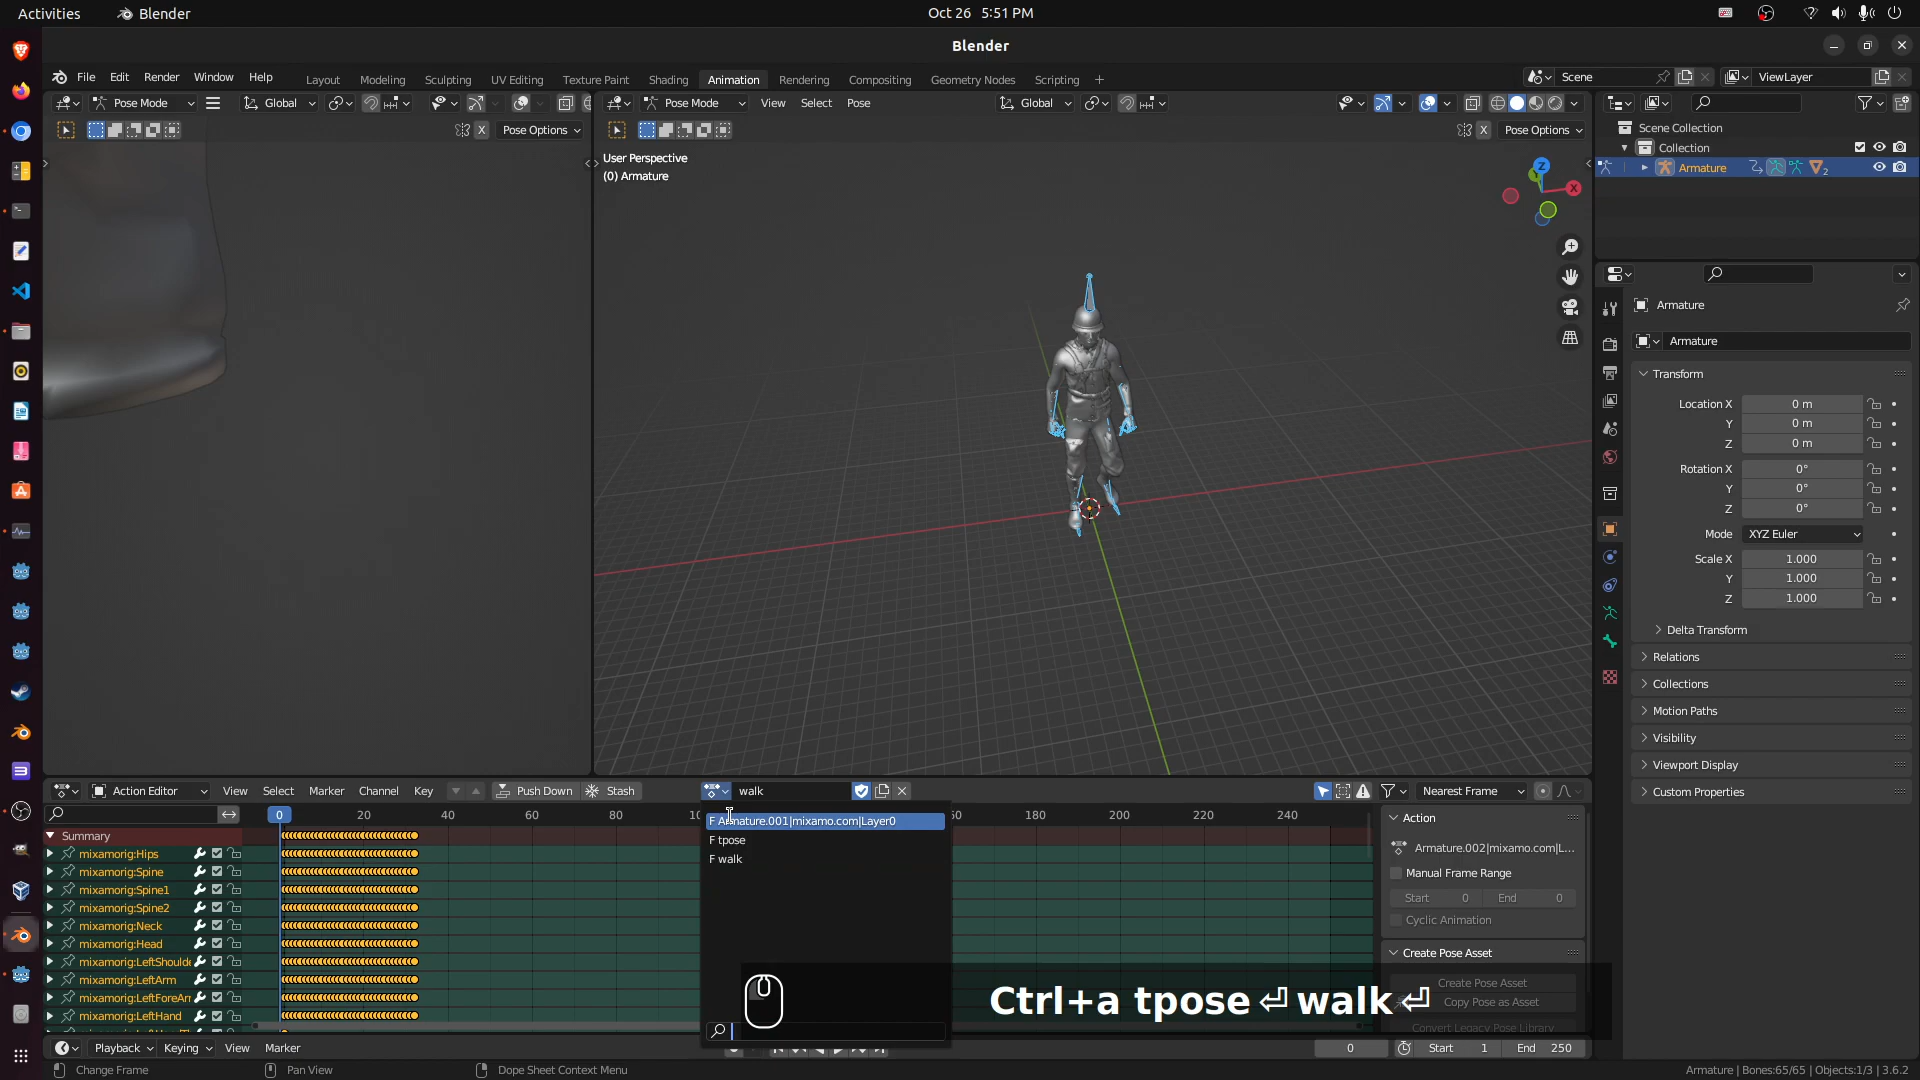 Activities
Blender
Oct 26 5:51 PM
Blender
File Edit Render Window Help
Layout Modeling Sculpting UV Editing Texture Paint Shading Animation Rendering Compositing Geometry Nodes Scripting
Scene
ViewLayer
Pose Mode
Global
Pose Mode
View Select Pose
Global
X
Pose Options
X
Pose Options
User Perspective
(0) Armature
Z
X
Y
Scene Collection
Collection
Armature
2
Armature
Armature
Transform
Location X 0 m
Y 0 m
Z 0 m
Rotation X 0°
Y 0°
Z 0°
Mode XYZ Euler
Scale X 1.000
Y 1.000
Z 1.000
Delta Transform
Relations
Collections
Motion Paths
Visibility
Viewport Display
Custom Properties
Action Editor
View Select Marker Channel Key
Push Down
Stash
walk
Nearest Frame
0 20 40 60 80 180 200 220 240
F Armature.001|mixamo.com|Layer0
F tpose
F walk
Summary
mixamorig:Hips
mixamorig:Spine
mixamorig:Spine1
mixamorig:Spine2
mixamorig:Neck
mixamorig:Head
mixamorig:LeftShoulde
mixamorig:LeftArm
mixamorig:LeftForeArr
mixamorig:LeftHand
Action
Armature.002|mixamo.com|L...
Manual Frame Range
Start 0 End 0
Cyclic Animation
Create Pose Asset
Create Pose Asset
Copy Pose as Asset
Convert Legacy Pose Library
Ctrl+a tpose⏎ walk⏎
Playback Keying View Marker
0
Start 1 End 250
Change Frame
Pan View
Dope Sheet Context Menu
Armature | Bones:65/65 | Objects:1/3 | 3.6.2